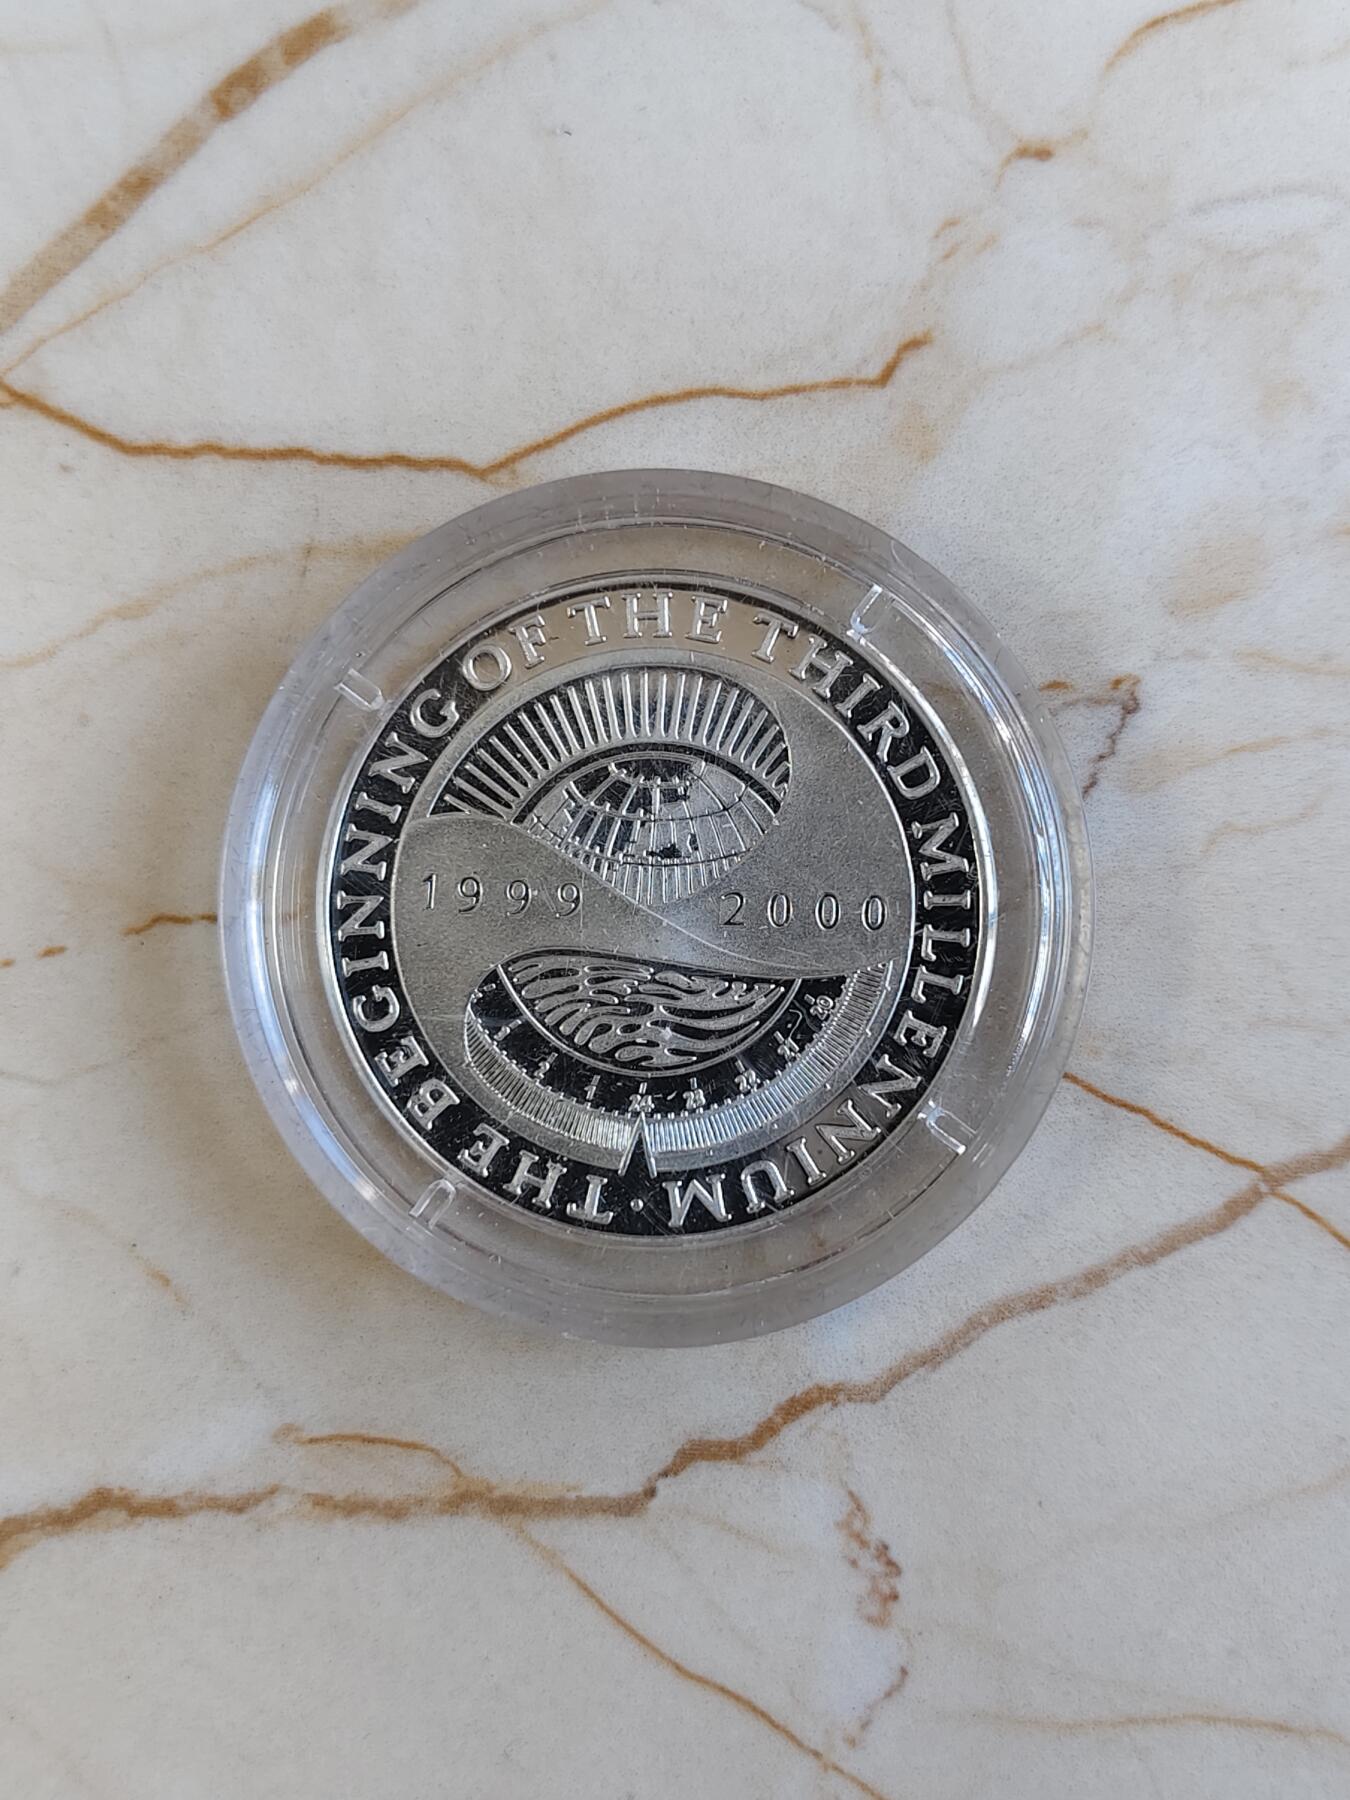 THE BEGINNING OF THE THIRD MILLENNIUM ·
1999 2000